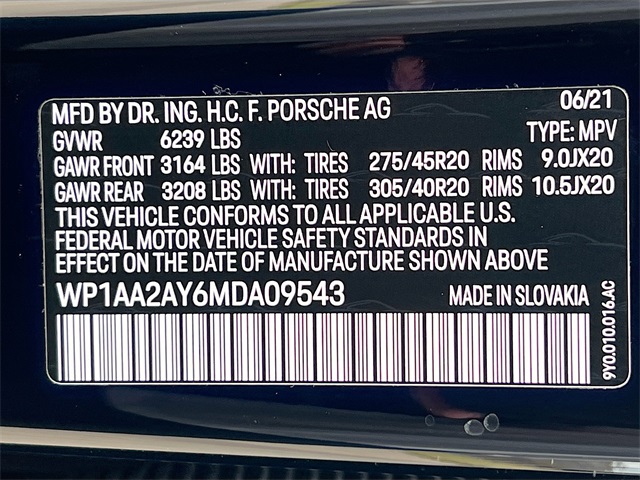 MFD BY DR. ING. H.C. F. PORSCHE AG 06/21
GVWR 6239 LBS TYPE: MPV
GAWR FRONT 3164 LBS WITH: TIRES 275/45R20 RIMS 9.0JX20
GAWR REAR 3208 LBS WITH: TIRES 305/40R20 RIMS 10.5JX20
THIS VEHICLE CONFORMS TO ALL APPLICABLE U.S.
FEDERAL MOTOR VEHICLE SAFETY STANDARDS IN
EFFECT ON THE DATE OF MANUFACTURE SHOWN ABOVE
WP1AA2AY6MDA09543 MADE IN SLOVAKIA
9Y0.010.016.AC